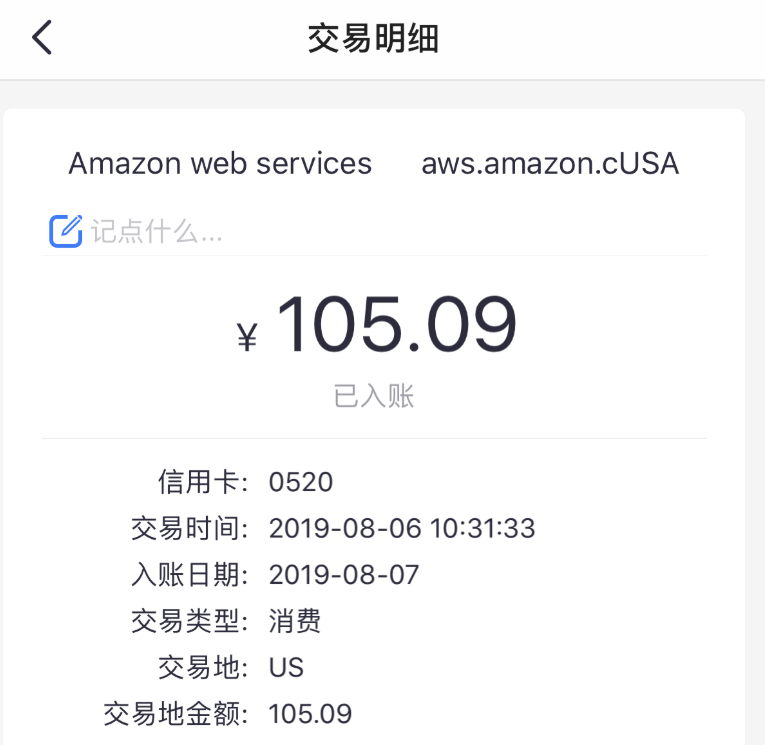 交易明细
Amazon web services aws.amazon.cUSA
记点什么...
¥ 105.09
已入账
信用卡: 0520
交易时间: 2019-08-06 10:31:33
入账日期: 2019-08-07
交易类型: 消费
交易地: US
交易地金额: 105.09